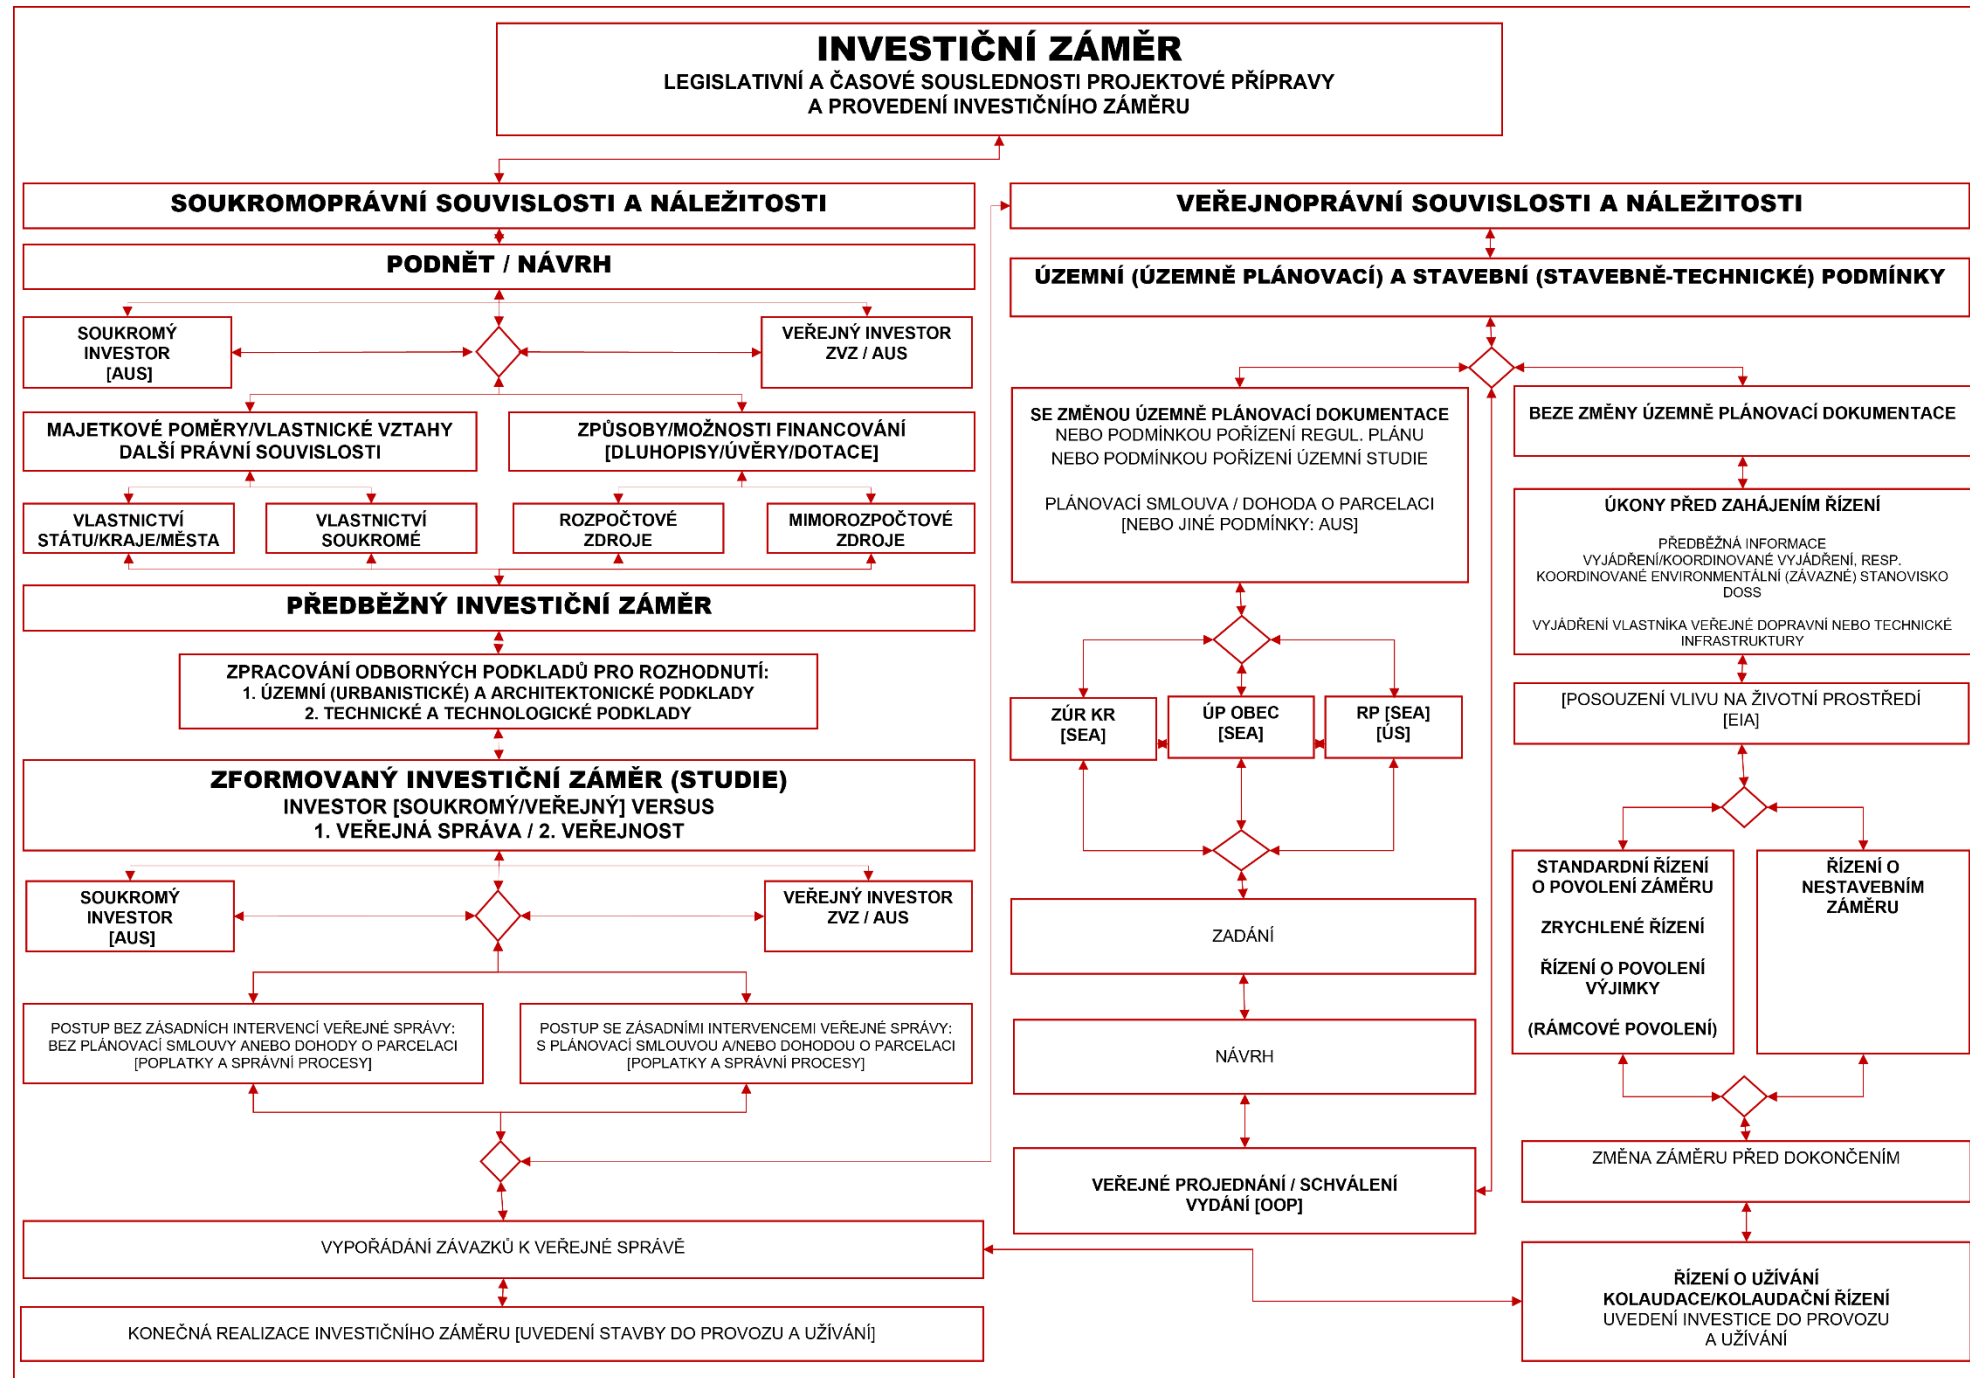 INVESTIČNÍ ZÁMĚR
LEGISLATIVNÍ A ČASOVÉ SOUSLEDNOSTI PROJEKTOVÉ PŘÍPRAVY
A PROVEDENÍ INVESTIČNÍHO ZÁMĚRU
SOUKROMOPRÁVNÍ SOUVISLOSTI A NÁLEŽITOSTI
PODNĚT / NÁVRH
SOUKROMÝ
INVESTOR
[AUS]
VEŘEJNÝ INVESTOR
ZVZ / AUS
MAJETKOVÉ POMĚRY/VLASTNICKÉ VZTAHY
DALŠÍ PRÁVNÍ SOUVISLOSTI
ZPŮSOBY/MOŽNOSTI FINANCOVÁNÍ
[DLUHOPISY/ÚVĚRY/DOTACE]
VLASTNICTVÍ
STÁTU/KRAJE/MĚSTA
VLASTNICTVÍ
SOUKROMÉ
ROZPOČTOVÉ
ZDROJE
MIMOROZPOČTOVÉ
ZDROJE
PŘEDBĚŽNÝ INVESTIČNÍ ZÁMĚR
ZPRACOVÁNÍ ODBORNÝCH PODKLADŮ PRO ROZHODNUTÍ:
1. ÚZEMNÍ (URBANISTICKÉ) A ARCHITEKTONICKÉ PODKLADY
2. TECHNICKÉ A TECHNOLOGICKÉ PODKLADY
ZFORMOVANÝ INVESTIČNÍ ZÁMĚR (STUDIE)
INVESTOR [SOUKROMÝ/VEŘEJNÝ] VERSUS
1. VEŘEJNÁ SPRÁVA / 2. VEŘEJNOST
SOUKROMÝ
INVESTOR
[AUS]
VEŘEJNÝ INVESTOR
ZVZ / AUS
POSTUP BEZ ZÁSADNÍCH INTERVENCÍ VEŘEJNÉ SPRÁVY:
BEZ PLÁNOVACÍ SMLOUVY ANEBO DOHODY O PARCELACI
[POPLATKY A SPRÁVNÍ PROCESY]
POSTUP SE ZÁSADNÍMI INTERVENCEMI VEŘEJNÉ SPRÁVY:
S PLÁNOVACÍ SMLOUVOU A/NEBO DOHODOU O PARCELACI
[POPLATKY A SPRÁVNÍ PROCESY]
VYPOŘÁDÁNÍ ZÁVAZKŮ K VEŘEJNÉ SPRÁVĚ
KONEČNÁ REALIZACE INVESTIČNÍHO ZÁMĚRU [UVEDENÍ STAVBY DO PROVOZU A UŽÍVÁNÍ]
VEŘEJNOPRÁVNÍ SOUVISLOSTI A NÁLEŽITOSTI
ÚZEMNÍ (ÚZEMNĚ PLÁNOVACÍ) A STAVEBNÍ (STAVEBNĚ-TECHNICKÉ) PODMÍNKY
SE ZMĚNOU ÚZEMNĚ PLÁNOVACÍ DOKUMENTACE
NEBO PODMÍNKOU POŘÍZENÍ REGUL. PLÁNU
NEBO PODMÍNKOU POŘÍZENÍ ÚZEMNÍ STUDIE
PLÁNOVACÍ SMLOUVA / DOHODA O PARCELACI
[NEBO JINÉ PODMÍNKY: AUS]
ZÚR KR
[SEA]
ÚP OBEC
[SEA]
RP [SEA]
[ÚS]
ZADÁNÍ
NÁVRH
VEŘEJNÉ PROJEDNÁNÍ / SCHVÁLENÍ
VYDÁNÍ [OOP]
BEZE ZMĚNY ÚZEMNĚ PLÁNOVACÍ DOKUMENTACE
ÚKONY PŘED ZAHÁJENÍM ŘÍZENÍ
PŘEDBĚŽNÁ INFORMACE
VYJÁDŘENÍ/KOORDINOVANÉ VYJÁDŘENÍ, RESP.
KOORDINOVANÉ ENVIRONMENTÁLNÍ (ZÁVAZNÉ) STANOVISKO
DOSS
VYJÁDŘENÍ VLASTNÍKA VEŘEJNÉ DOPRAVNÍ NEBO TECHNICKÉ
INFRASTRUKTURY
[POSOUZENÍ VLIVU NA ŽIVOTNÍ PROSTŘEDÍ
[EIA]
STANDARDNÍ ŘÍZENÍ
O POVOLENÍ ZÁMĚRU
ZRYCHLENÉ ŘÍZENÍ
ŘÍZENÍ O POVOLENÍ
VÝJIMKY
(RÁMCOVÉ POVOLENÍ)
ŘÍZENÍ O
NESTAVEBNÍM
ZÁMĚRU
ZMĚNA ZÁMĚRU PŘED DOKONČENÍM
ŘÍZENÍ O UŽÍVÁNÍ
KOLAUDACE/KOLAUDAČNÍ ŘÍZENÍ
UVEDENÍ INVESTICE DO PROVOZU
A UŽÍVÁNÍ